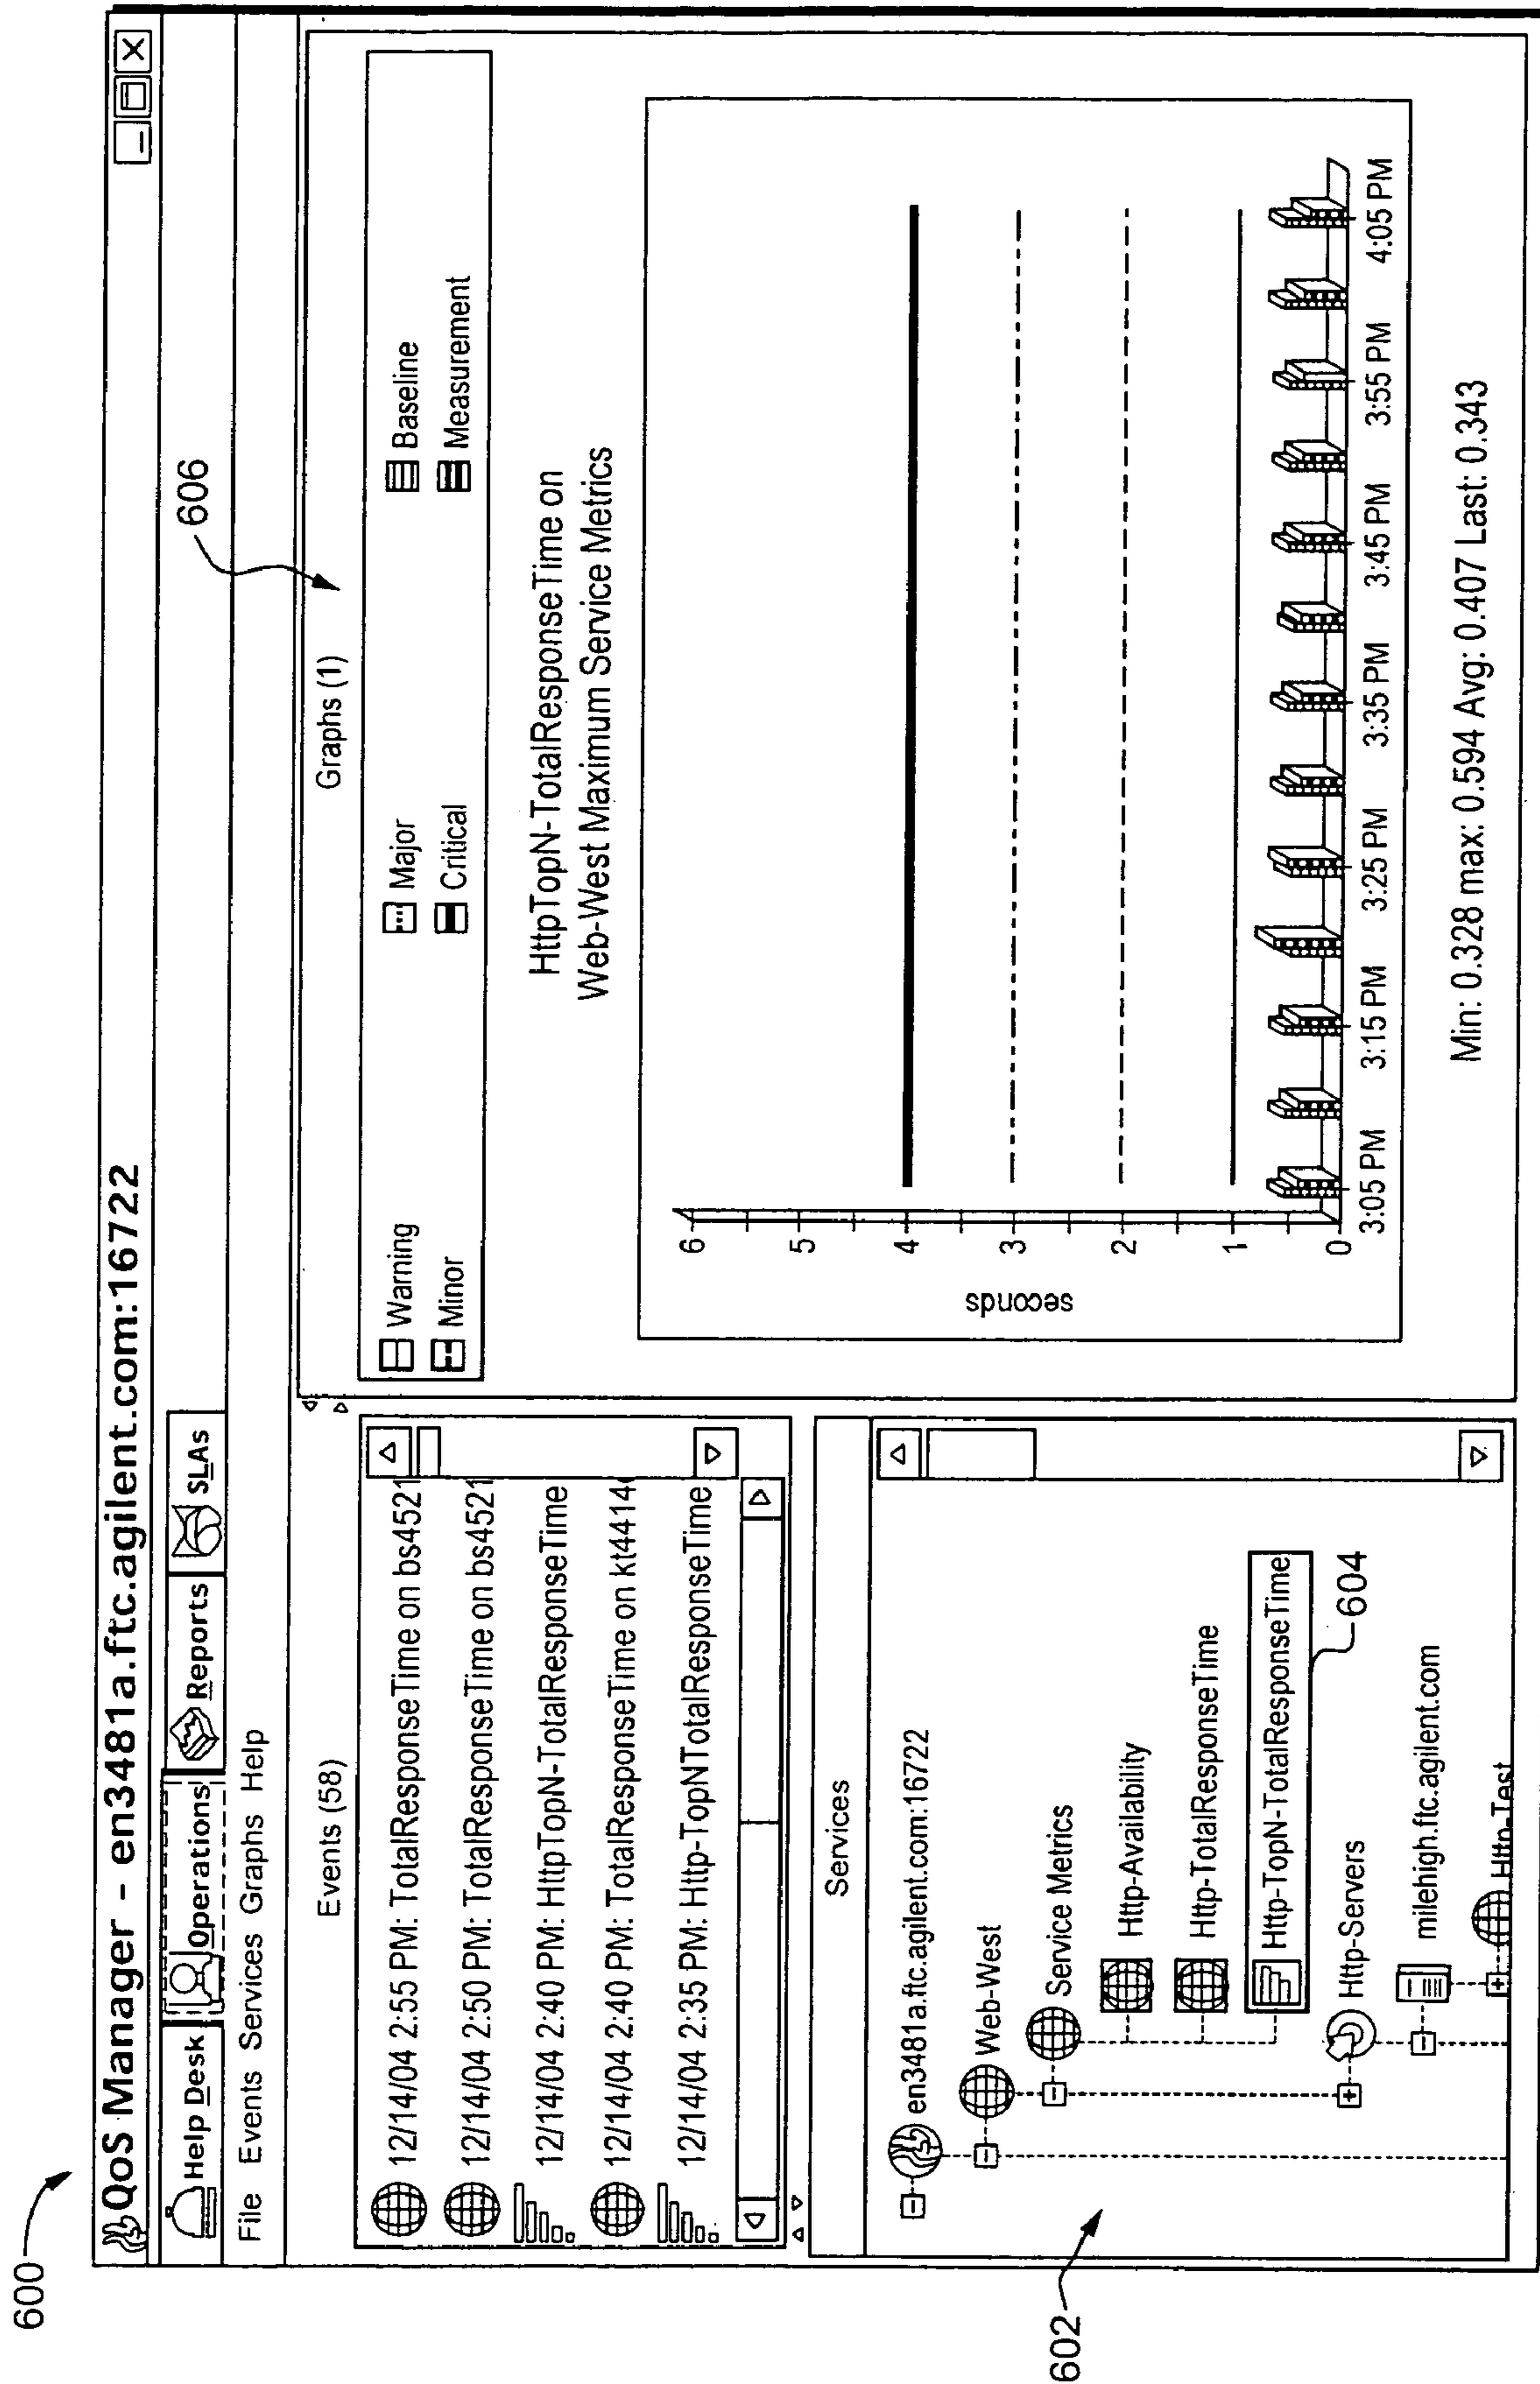 600
QoS Manager - en3481a.ftc.agilent.com:16722
Help Desk
Operations
Reports
SLAs
File Events Services Graphs Help
Events (58)
12/14/04 2:55 PM: TotalResponseTime on bs4521
12/14/04 2:50 PM: TotalResponseTime on bs4521
12/14/04 2:40 PM: HttpTopN-TotalResponseTime
12/14/04 2:40 PM: TotalResponseTime on kt4414
12/14/04 2:35 PM: Http-TopNTotalResponseTime
Services
en3481a.ftc.agilent.com:16722
Web-West
Service Metrics
Http-Availability
Http-TotalResponseTime
Http-TopN-TotalResponseTime
604
Http-Servers
milehigh.ftc.agilent.com
Http-Test
602
606
Graphs (1)
Warning
Major
Baseline
Minor
Critical
Measurement
HttpTopN-TotalResponseTime on
Web-West Maximum Service Metrics
seconds
6
5
4
3
2
1
0
3:05 PM
3:15 PM
3:25 PM
3:35 PM
3:45 PM
3:55 PM
4:05 PM
Min: 0.328 max: 0.594 Avg: 0.407 Last: 0.343